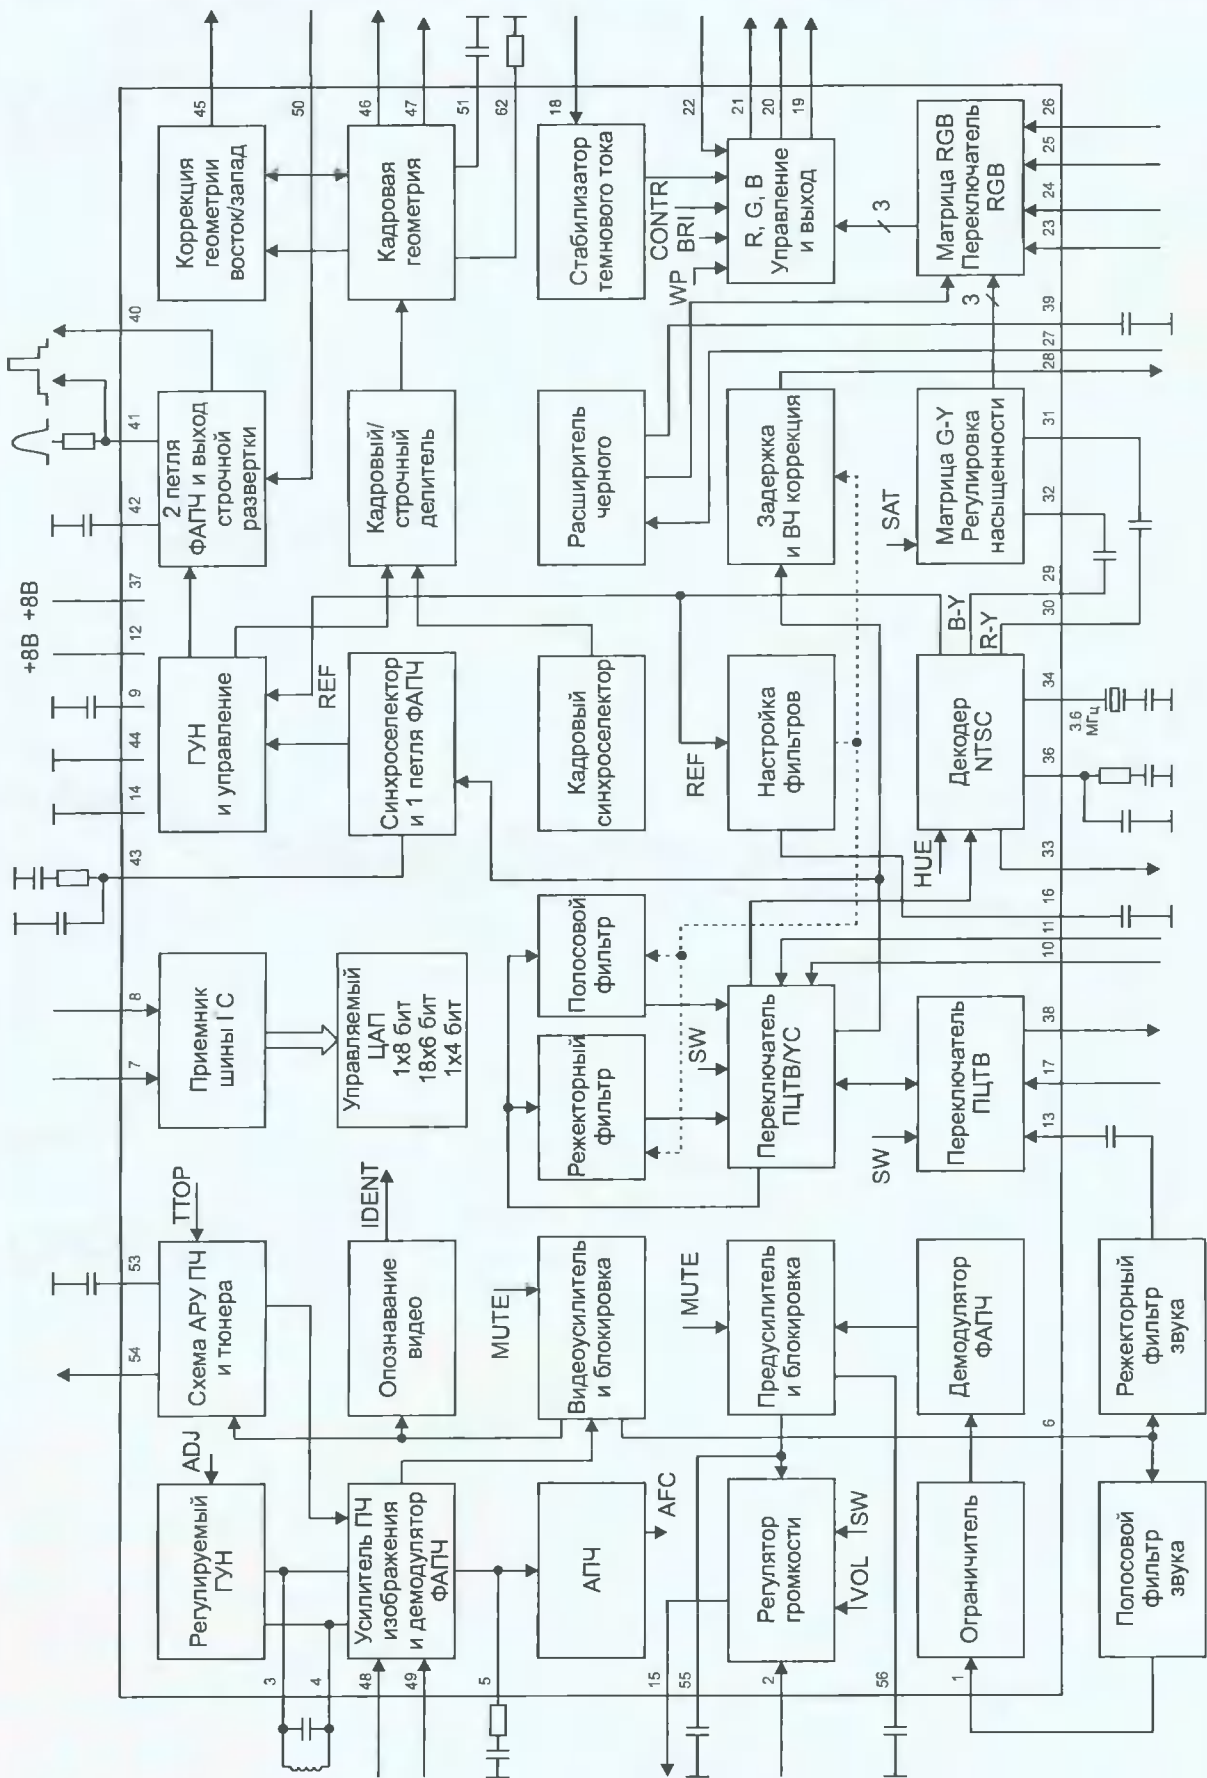 Регулируемый
ГУН
ADJ
Схема АРУ ПЧ
и тюнера
TTOP
54
53
Приемник
шины I C
7
8
43
14
44
9
12
37
+8В +8В
42
41
40
ГУН
и управление
REF
2 петля
ФАПЧ и выход
строчной
развертки
Коррекция
геометрии
восток/запад
45
50
3
4
48
49
5
Усилитель ПЧ
изображения
и демодулятор
ФАПЧ
Опознавание
видео
IDENT
Управляемый
ЦАП
1x8 бит
18x6 бит
1x4 бит
Синхроселектор
и 1 петля ФАПЧ
Кадровый/
строчный
делитель
Кадровая
геометрия
46
47
51
62
АПЧ
AFC
MUTE
Видеоусилитель
и блокировка
Режекторный
фильтр
Полосовой
фильтр
Кадровый
синхроселектор
Расширитель
черного
Стабилизатор
темнового тока
18
15
55
2
56
Регулятор
громкости
VOL
SW
MUTE
Предусилитель
и блокировка
SW
Переключатель
ПЦТВ/YC
REF
Настройка
фильтров
Задержка
и ВЧ коррекция
WP
BRI
CONTR
R, G, B
Управление
и выход
22
21
20
19
3
1
Ограничитель
Демодулятор
ФАПЧ
SW
Переключатель
ПЦТВ
HUE
Декодер
NTSC
B-Y
R-Y
SAT
Матрица G-Y
Регулировка
насыщенности
3
Матрица RGB
Переключатель
RGB
6
13
17
38
10
11
16
33
36
34
30
29
32
31
28
27
39
23
24
25
26
3.6
МГц
Полосовой
фильтр
звука
Режекторный
фильтр
звука